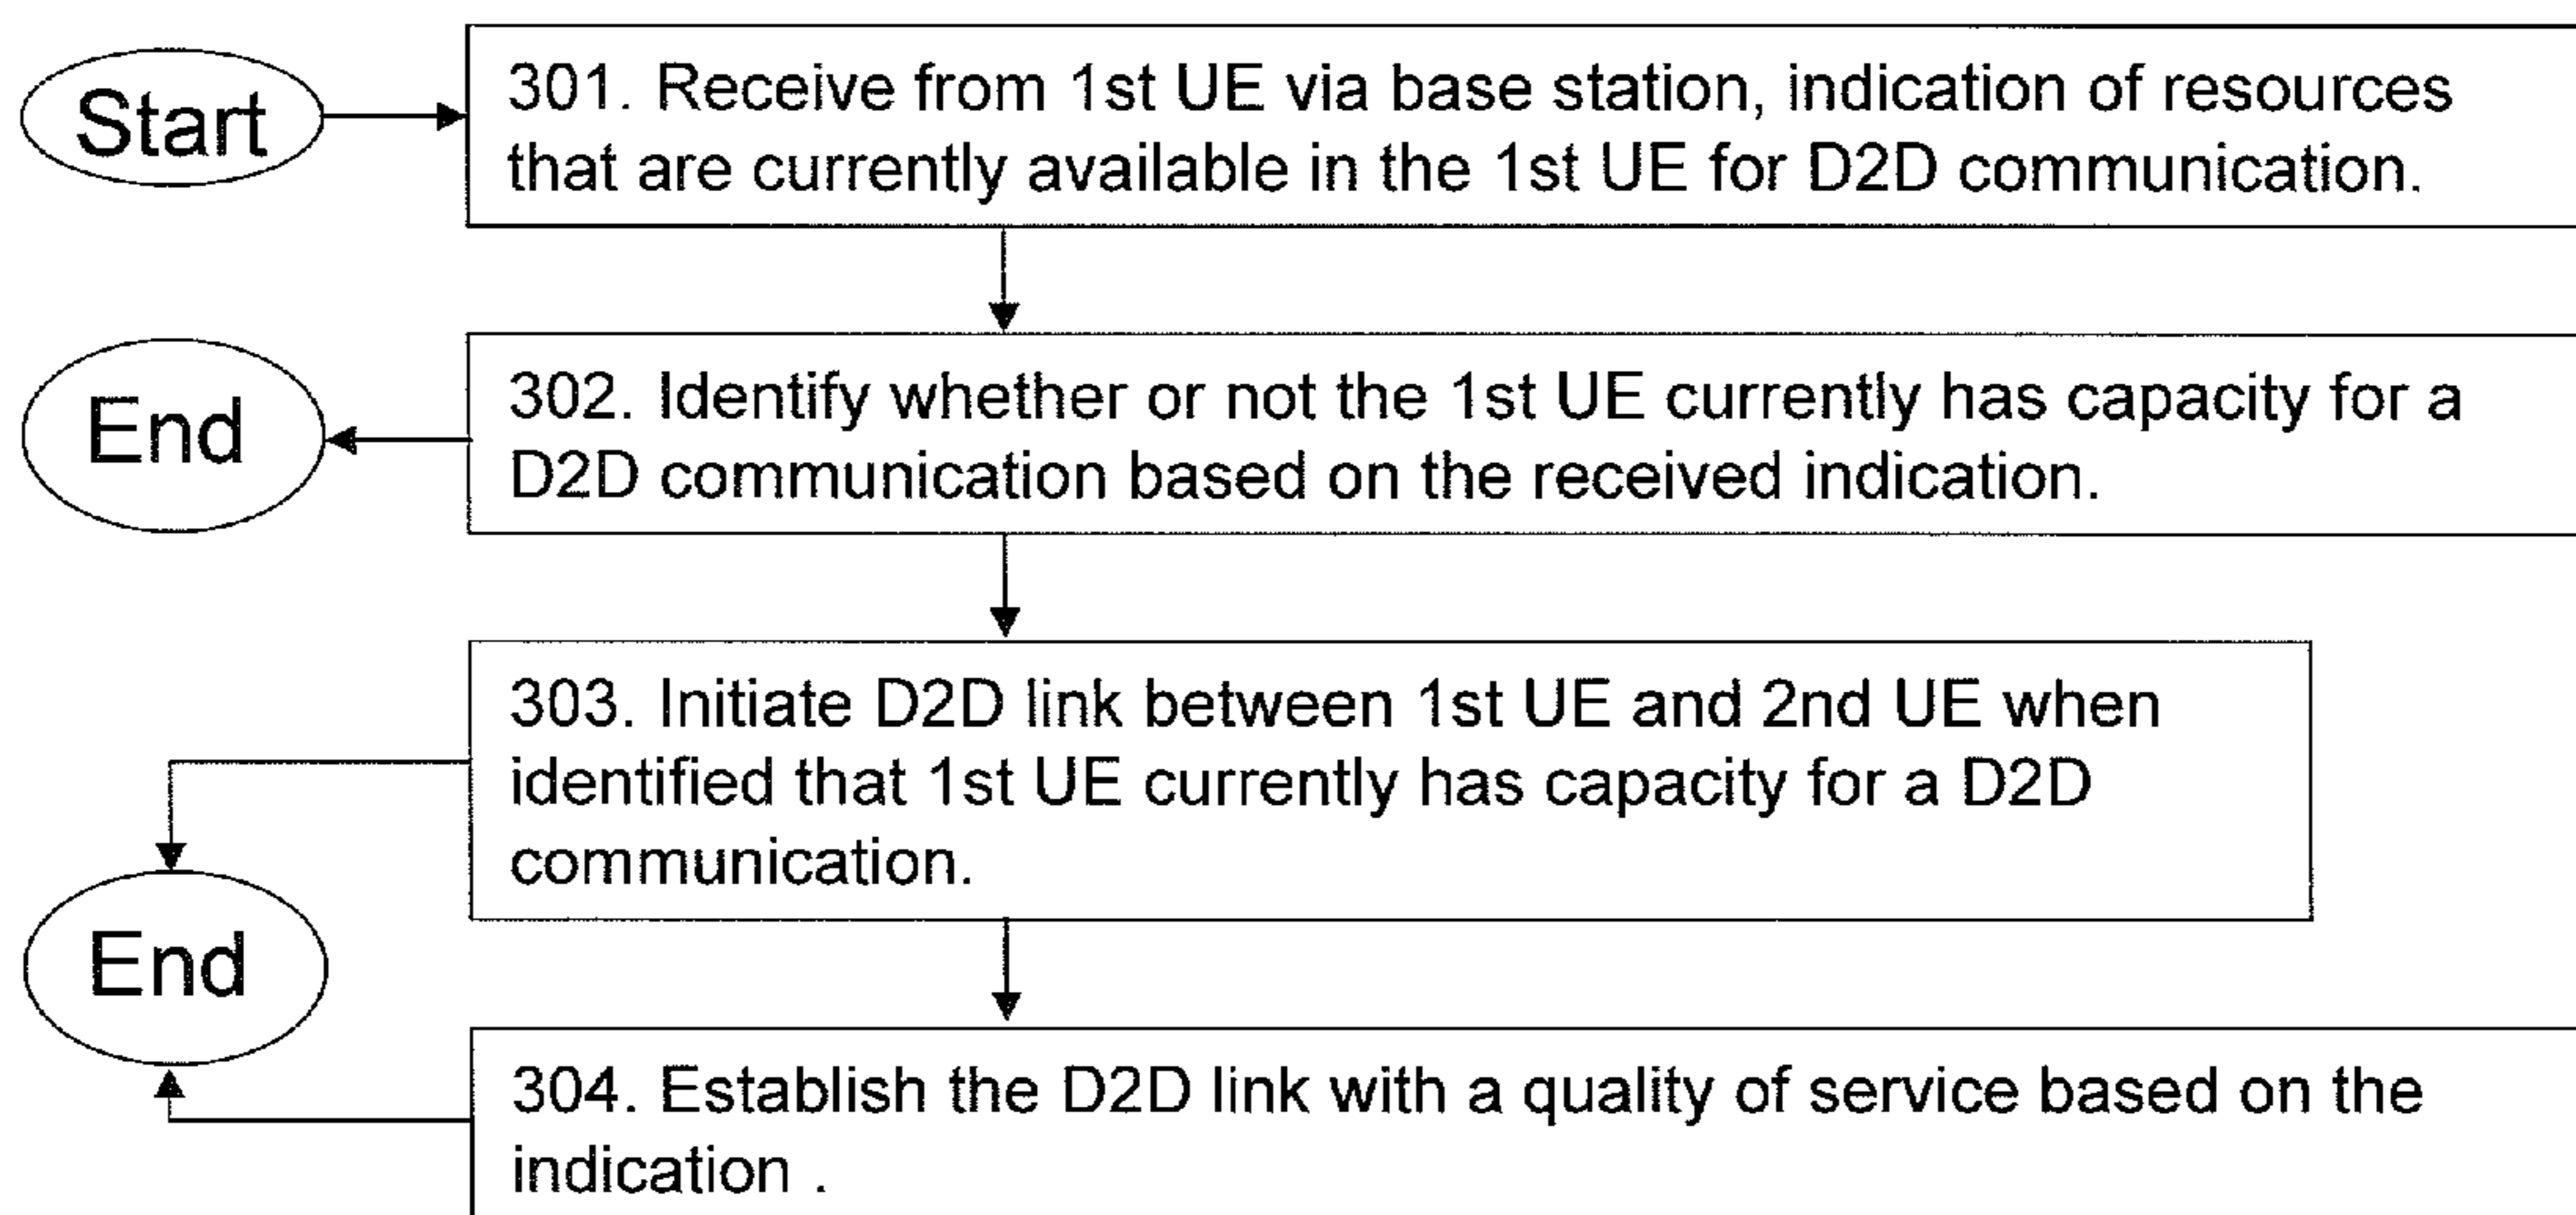 Start
301. Receive from 1st UE via base station, indication of resources
that are currently available in the 1st UE for D2D communication.
End
302. Identify whether or not the 1st UE currently has capacity for a
D2D communication based on the received indication.
303. Initiate D2D link between 1st UE and 2nd UE when
identified that 1st UE currently has capacity for a D2D
communication.
End
304. Establish the D2D link with a quality of service based on the
indication .